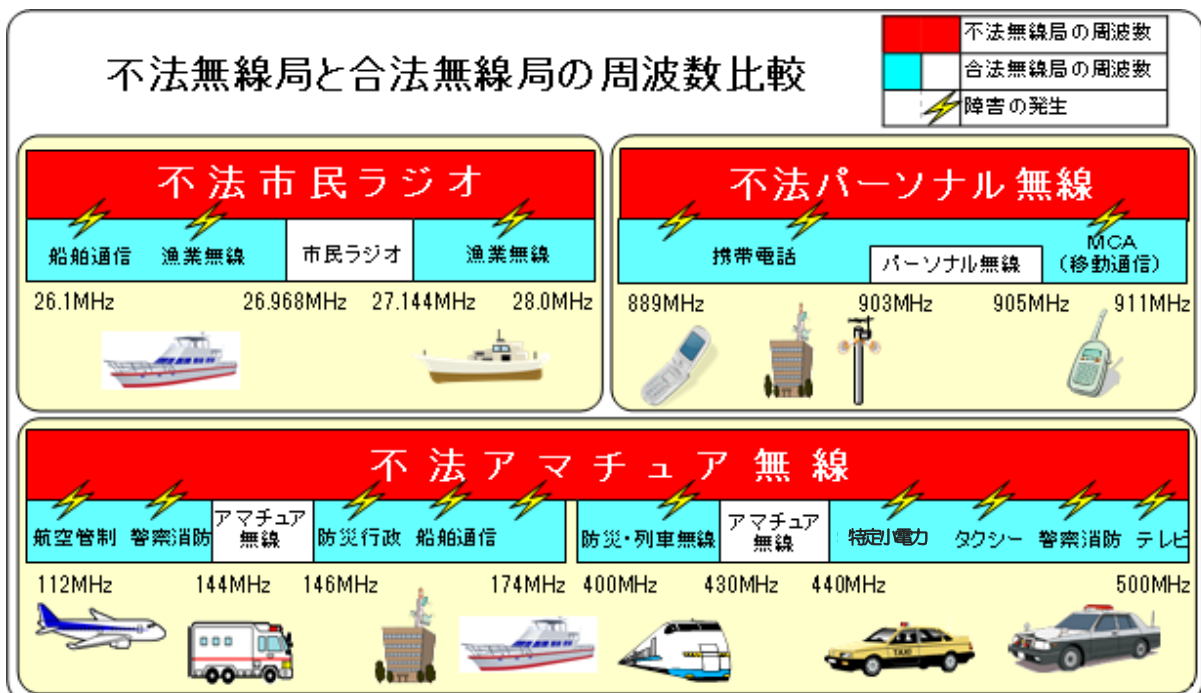 不法無線局と合法無線局の周波数比較
不法無線局の周波数
合法無線局の周波数
障害の発生
不法市民ラジオ
船舶通信 漁業無線 市民ラジオ 漁業無線
26.1MHz 26.968MHz 27.144MHz 28.0MHz
不法パーソナル無線
携帯電話 パーソナル無線 MCA
(移動通信)
889MHz 903MHz 905MHz 911MHz
不法アマチュア無線
航空管制 警察消防 アマチュア
無線
防災行政 船舶通信
防災・列車無線 アマチュア
無線
特定小電力 タクシー 警察消防 テレビ
112MHz 144MHz 146MHz 174MHz 400MHz 430MHz 440MHz 500MHz
TAXI